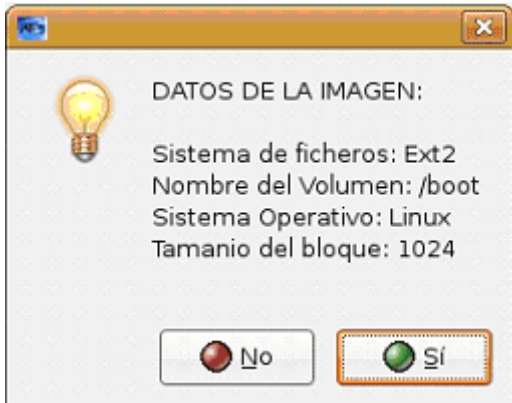 DATOS DE LA IMAGEN:
Sistema de ficheros: Ext2
Nombre del Volumen: /boot
Sistema Operativo: Linux
Tamanio del bloque: 1024
No
Sí